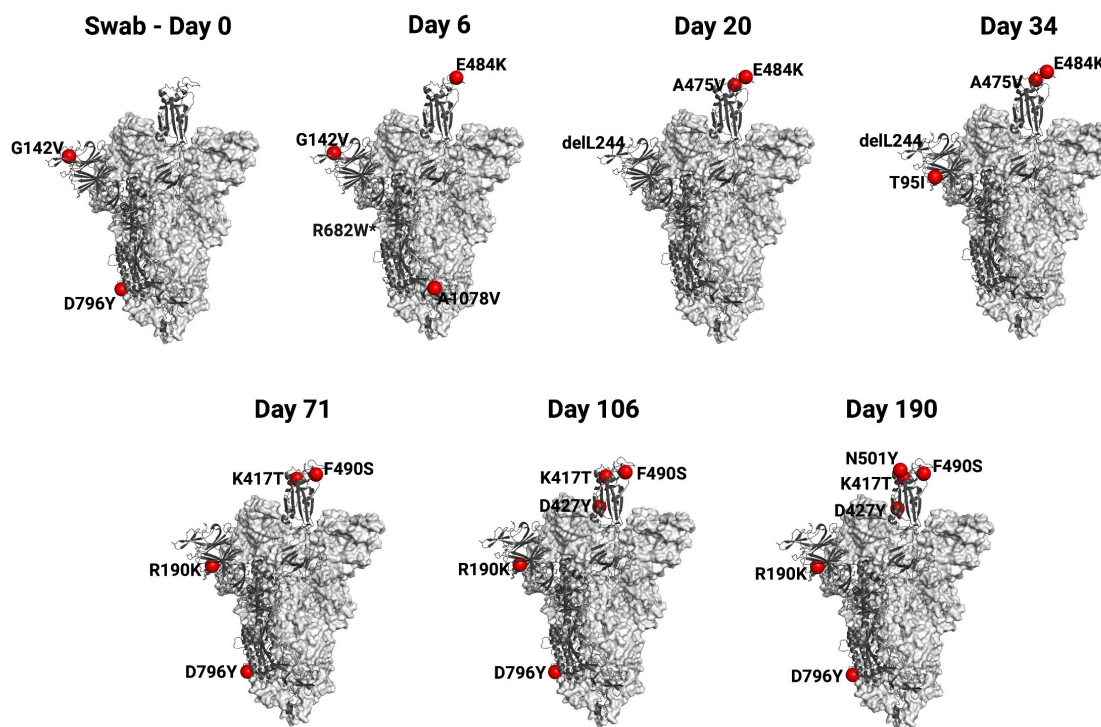 Swab - Day 0
Day 6
Day 20
Day 34
G142V
D796Y
E484K
G142V
R682W*
A1078V
E484K
A475V
delL244
E484K
A475V
delL244
T95I
Day 71
Day 106
Day 190
K417T
F490S
R190K
D796Y
K417T
F490S
D427Y
R190K
D796Y
N501Y
F490S
K417T
D427Y
R190K
D796Y